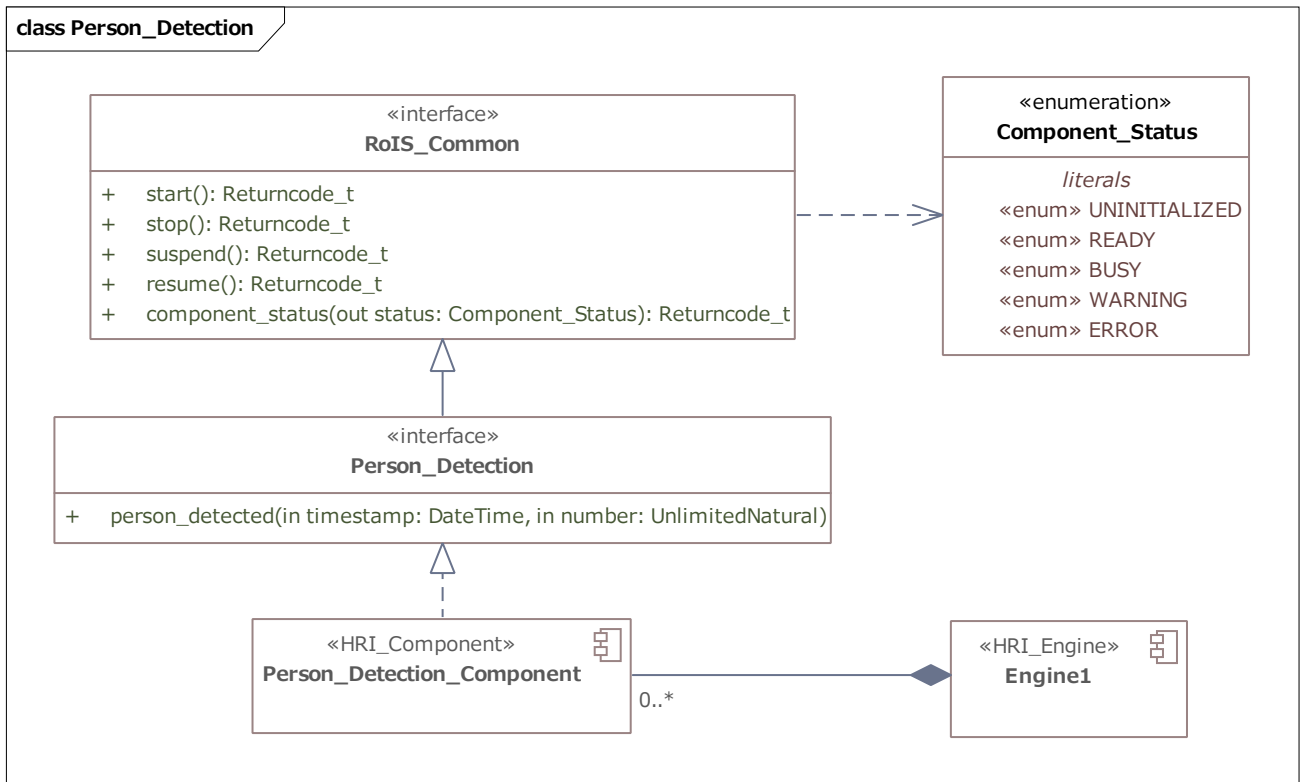 class Person_Detection
«interface»
RoIS_Common
+ start(): Returncode_t
+ stop(): Returncode_t
+ suspend(): Returncode_t
+ resume(): Returncode_t
+ component_status(out status: Component_Status): Returncode_t
«enumeration»
Component_Status
literals
«enum» UNINITIALIZED
«enum» READY
«enum» BUSY
«enum» WARNING
«enum» ERROR
«interface»
Person_Detection
+ person_detected(in timestamp: DateTime, in number: UnlimitedNatural)
«HRI_Component»
Person_Detection_Component
0..*
«HRI_Engine»
Engine1